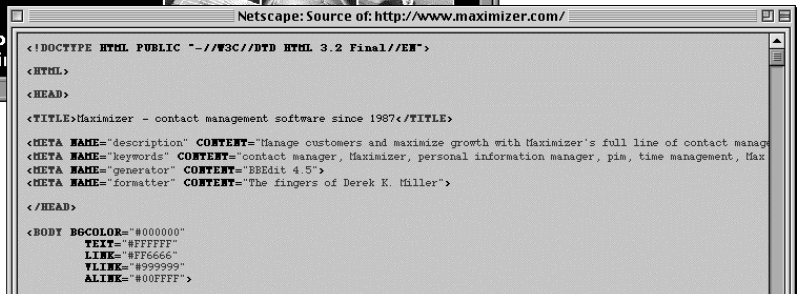 Netscape: Source of: http://www.maximizer.com/
<!DOCTYPE HTML PUBLIC "-//W3C//DTD HTML 3.2 Final//EN">
<HTML>
<HEAD>
<TITLE>Maximizer - contact management software since 1987</TITLE>
<META NAME="description" CONTENT="Manage customers and maximize growth with Maximizer's full line of contact manage
<META NAME="keywords" CONTENT="contact manager, Maximizer, personal information manager, pim, time management, Max
<META NAME="generator" CONTENT="BBEdit 4.5">
<META NAME="formatter" CONTENT="The fingers of Derek K. Miller">
</HEAD>
<BODY BGCOLOR="#000000"
TEXT="#FFFFFF"
LINK="#FF6666"
VLINK="#999999"
ALINK="#00FFFF">